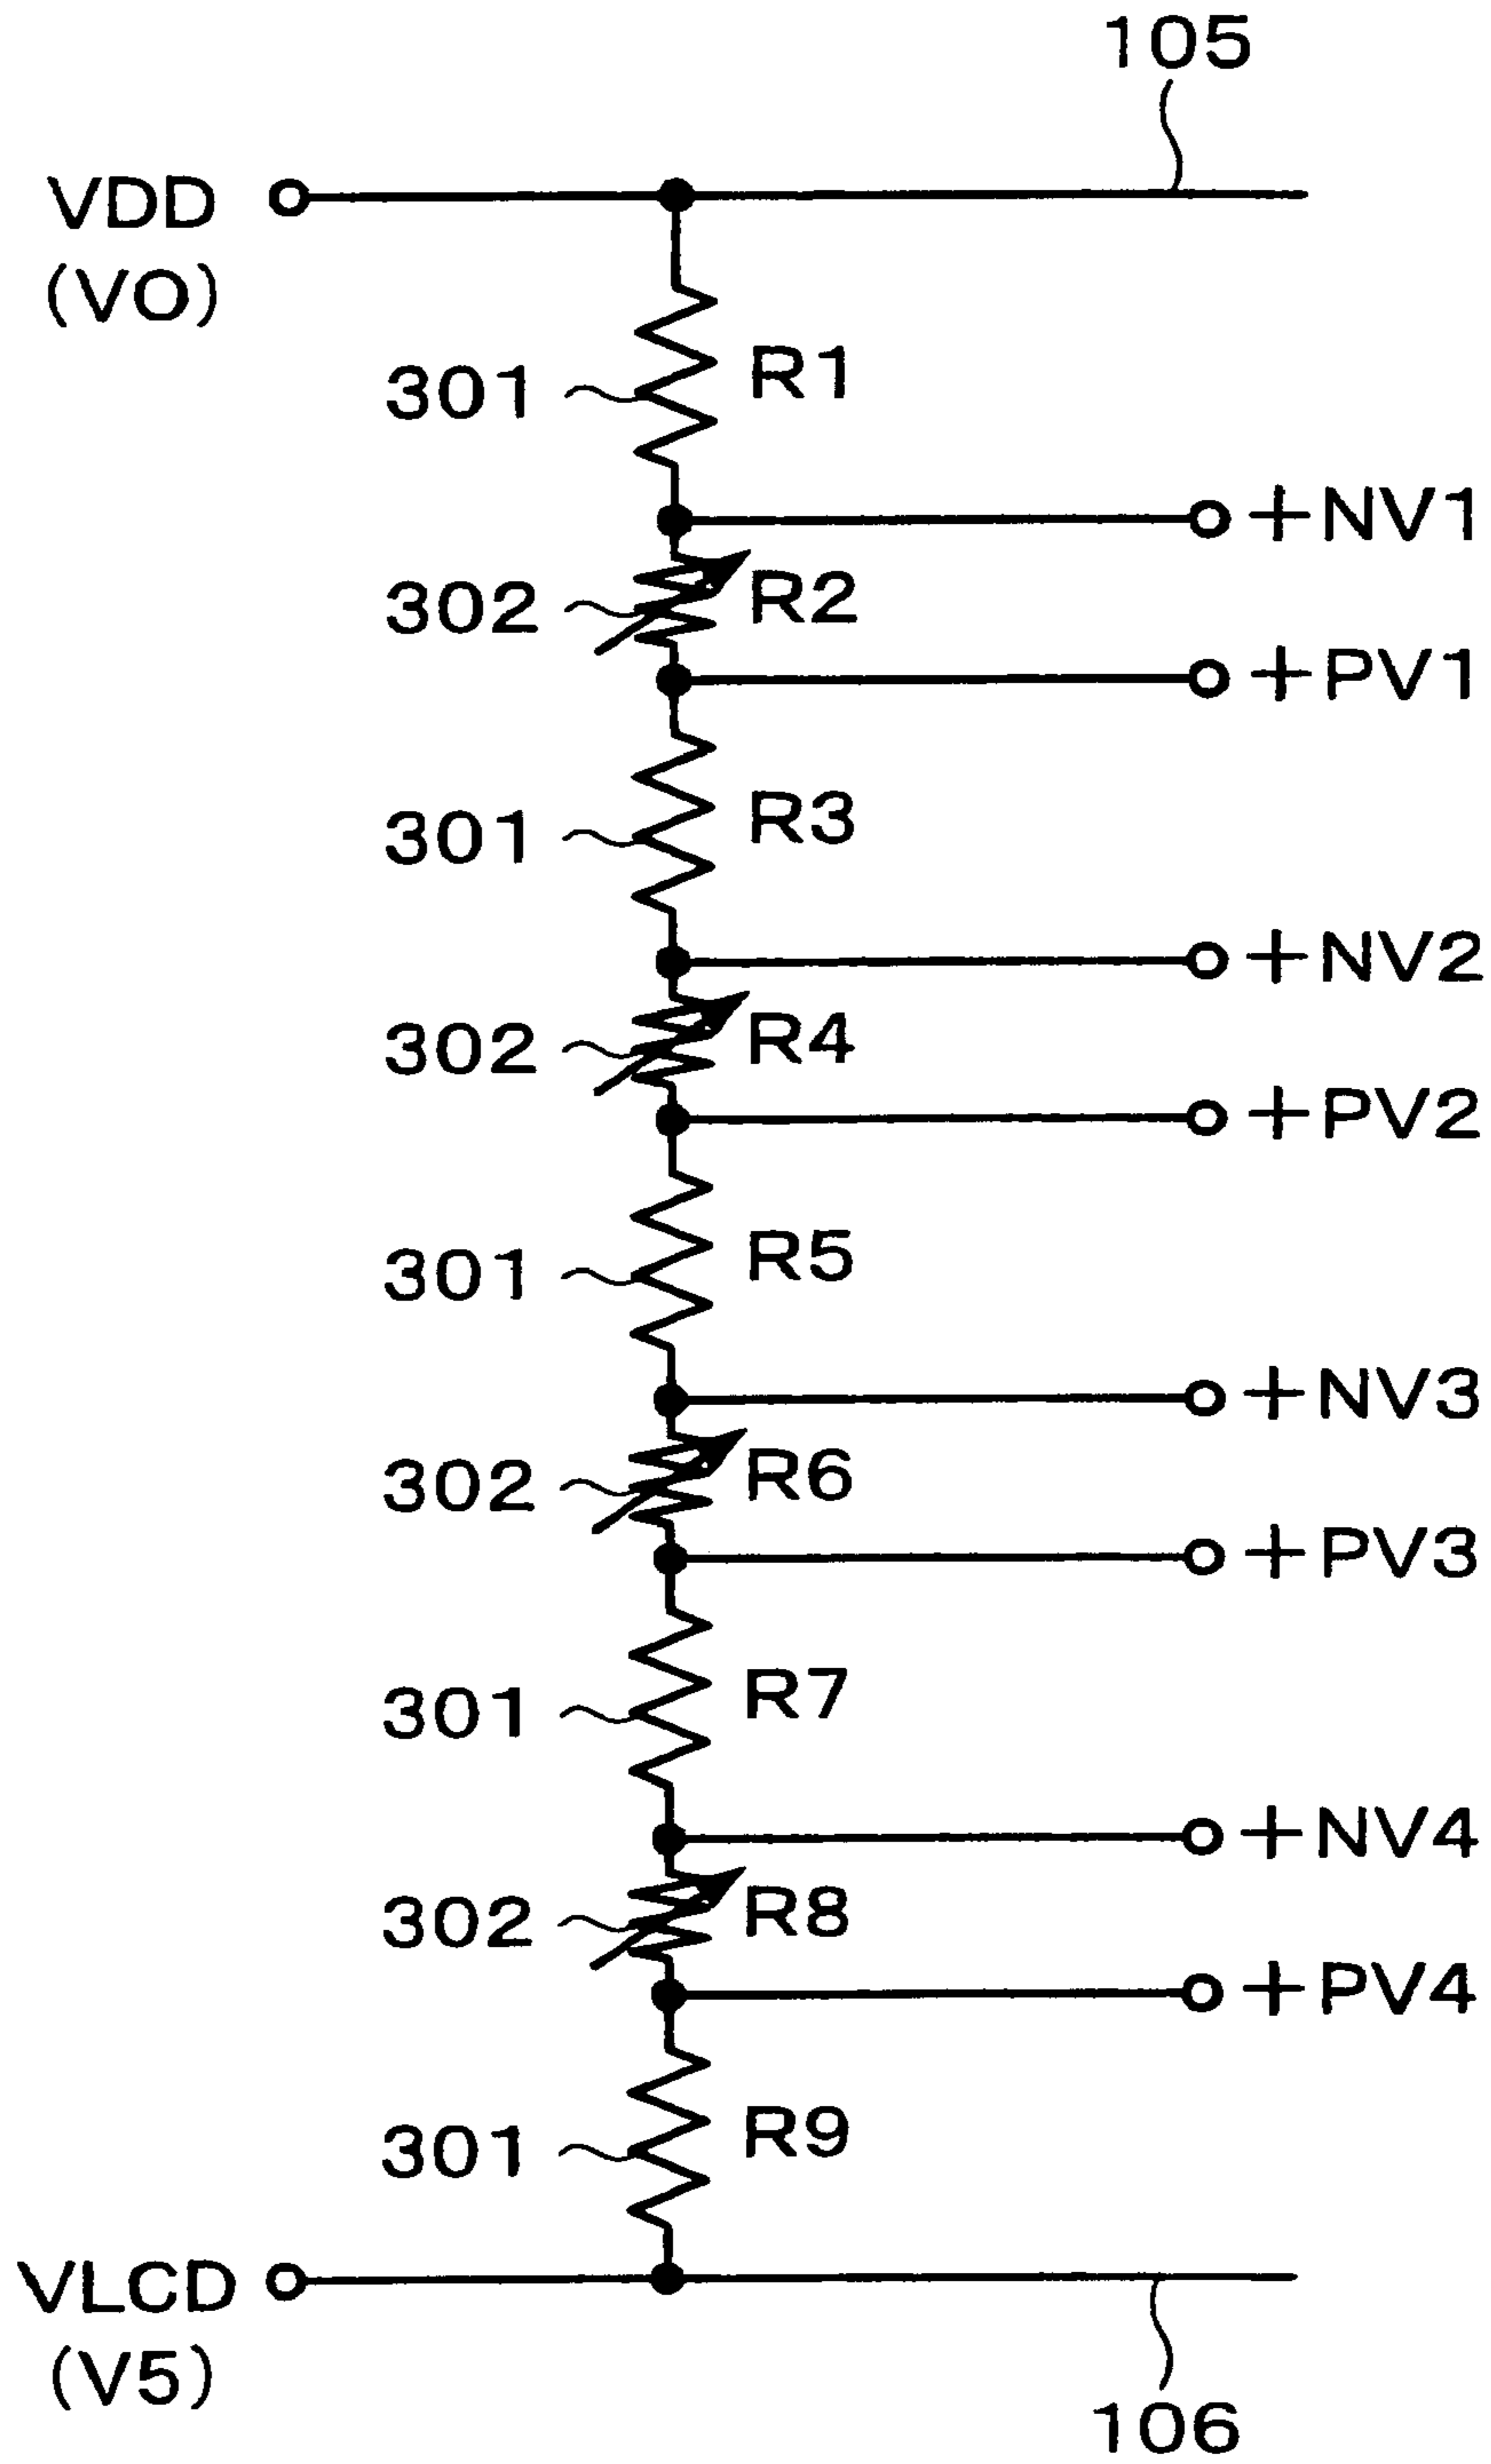 105
VDD
(VO)
301 R1
+NV1
302 R2
+PV1
301 R3
+NV2
302 R4
+PV2
301 R5
+NV3
302 R6
+PV3
301 R7
+NV4
302 R8
+PV4
301 R9
VLCD
(V5)
106